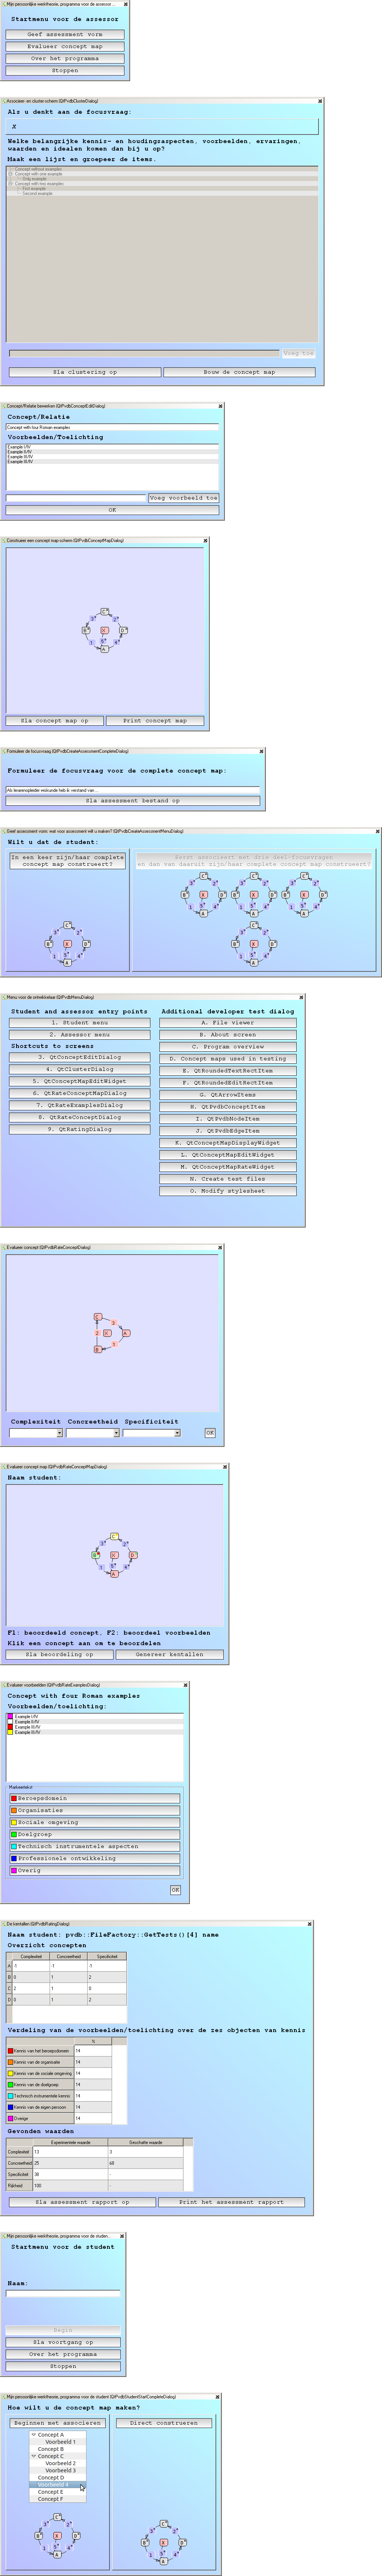 Mijn persoonlijke werktheorie, programma voor de assessor ...
Startmenu voor de assessor
Geef assessment vorm
Evalueer concept map
Over het programma
Stoppen
Associeer- en cluster-scherm (QtPvdbClusterDialog)
Als u denkt aan de focusvraag:
X
Welke belangrijke kennis- en houdingsaspecten, voorbeelden, ervaringen,
waarden en idealen komen dan bij u op?
Maak een lijst en groepeer de items.
Concept without examples
Concept with one example
Only example
Concept with two examples
First example
Second example
Voeg toe
Sla clustering op
Bouw de concept map
Concept/Relatie bewerken (QtPvdbConceptEditDialog)
Concept/Relatie
Concept with four Roman examples
Voorbeelden/Toelichting
Example I/IV
Example II/IV
Example III/IV
Example III/IV
Voeg voorbeeld toe
OK
Construeer een concept map-scherm (QtPvdbConceptMapDialog)
C
3 2
B X D
1 5 4
A
Sla concept map op
Print concept map
Formuleer de focusvraag (QtPvdbCreateAssessmentCompleteDialog)
Formuleer de focusvraag voor de complete concept map:
Als lerarenopleider wiskunde heb ik verstand van...
Sla assessment bestand op
Geef assessment vorm: wat voor assessment wilt u maken? (QtPvdbCreateAssessmentMenuDialog)
Wilt u dat de student:
In een keer zijn/haar complete
concept map construeert?
Eerst associeert met drie deel-focusvragen
en dan van daaruit zijn/haar complete concept map construeert?
Menu voor de ontwikkelaar (QtPvdbMenuDialog)
Student and assessor entry points
1. Student menu
2. Assessor menu
Shortcuts to screens
3. QtConceptEditDialog
4. QtClusterDialog
5. QtConceptMapEditWidget
6. QtRateConceptMapDialog
7. QtRateExamplesDialog
8. QtRateConceptDialog
9. QtRatingDialog
Additional developer test dialog
A. File viewer
B. About screen
C. Program overview
D. Concept maps used in testing
E. QtRoundedTextRectItem
F. QtRoundedEditRectItem
G. QtArrowItems
H. QtPvdbConceptItem
I. QtPvdbNodeItem
J. QtPvdbEdgeItem
K. QtConceptMapDisplayWidget
L. QtConceptMapEditWidget
M. QtConceptMapRateWidget
N. Create test files
O. Modify stylesheet
Evalueer concept (QtPvdbRateConceptDialog)
C
3
2 X A
1
B
Complexiteit Concreetheid Specificiteit
OK
Evalueer concept map (QtPvdbRateConceptMapDialog)
Naam student:
C
3 2
B X D
1 5 4
A
F1: beoordeel concept, F2: beoordeel voorbeelden
Klik een concept aan om te beoordelen
Sla beoordeling op
Genereer kentallen
Evalueer voorbeelden (QtPvdbRateExamplesDialog)
Concept with four Roman examples
Voorbeelden/toelichting:
Example I/IV
Example II/IV
Example III/IV
Example III/IV
Markeertekst
Beroepsdomein
Organisaties
Sociale omgeving
Doelgroep
Technisch instrumentele aspecten
Professionele ontwikkeling
Overig
OK
De kentallen (QtPvdbRatingDialog)
Naam student: pvdb::FileFactory::GetTests()[4] name
Overzicht concepten
Complexiteit Concreetheid Specificiteit
A -1 -1 -1
B 0 1 2
C 2 1 0
D 0 1 2
Verdeling van de voorbeelden/toelichting over de zes objecten van kennis
%
Kennis van het beroepsdomein 14
Kennis van de organisatie 14
Kennis van de sociale omgeving 14
Kennis van de doelgroep 14
Technisch instrumentele kennis 14
Kennis van de eigen persoon 14
Overige 14
Gevonden waarden
Experimentele waarde Geschatte waarde
Complexiteit 13 3
Concreetheid 25 60
Specificiteit 38 -
Rijkheid 100 -
Sla assessment rapport op
Print het assessment rapport
Mijn persoonlijke werktheorie, programma voor de studen...
Startmenu voor de student
Naam:
Begin
Sla voortgang op
Over het programma
Stoppen
Mijn persoonlijke werktheorie, programma voor de student (QtPvdbStudentStartCompleteDialog)
Hoe wilt u de concept map maken?
Beginnen met associeren
Direct construeren
Concept A
Voorbeeld 1
Concept B
Concept C
Voorbeeld 2
Voorbeeld 3
Concept D
Voorbeeld 4
Concept E
Concept F